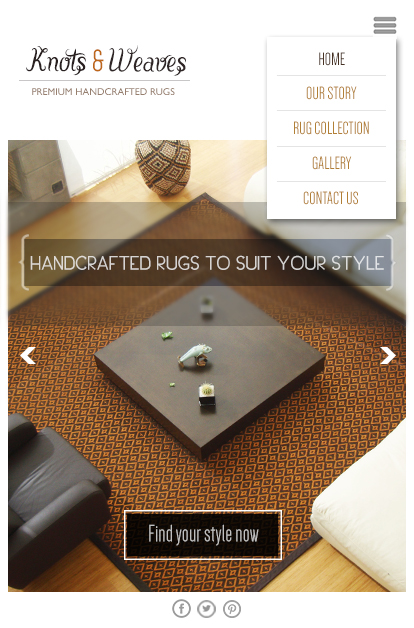 Knots & Weaves
PREMIUM HANDCRAFTED RUGS
HOME
OUR STORY
RUG COLLECTION
GALLERY
CONTACT US
HANDCRAFTED RUGS TO SUIT YOUR STYLE
Find your style now